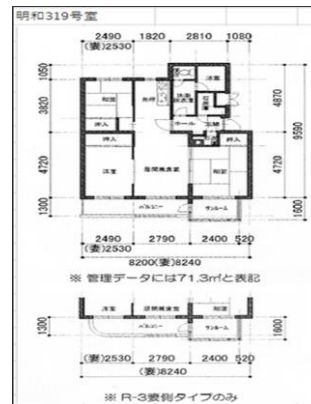 明和319号室
2490 1820 2810 1080
(妻)2530
1050
3820
4720
1300
4870
9590
4720
1600
和室
台所
洗面脱衣室
浴室
ホール
玄関
押入
押入
押入
洋室
居間兼食室
和室
バルコニー
サンルーム
2490 2790 2400 520
(妻)2530
8200(妻)8240
※ 管理データには71.3㎡と表記
洋室 居間兼食室 和室
1300
バルコニー
サンルーム
1600
(妻)2530 2790 2400 520
(妻)8240
※ R-3妻側タイプのみ